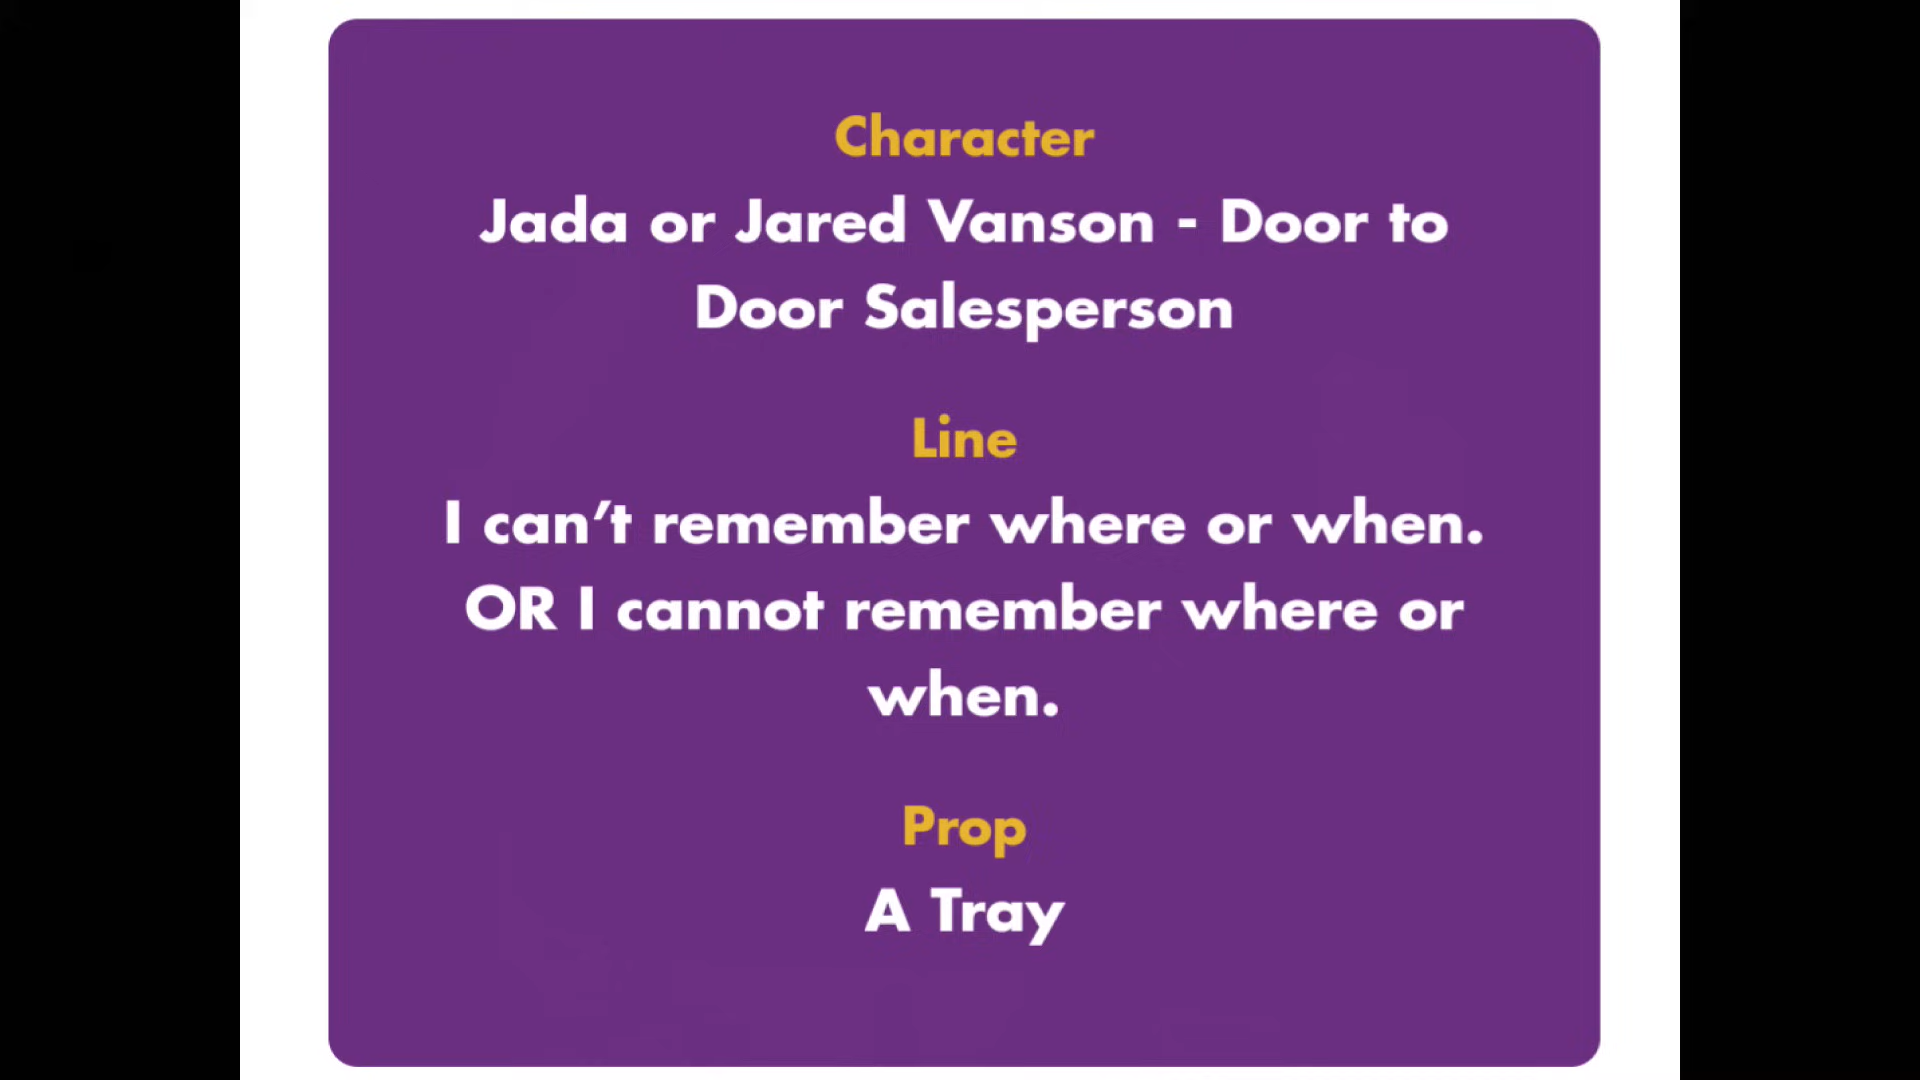 Character
Jada or Jared Vanson - Door to
Door Salesperson
Line
I can’t remember where or when.
OR I cannot remember where or
when.
Prop
A Tray